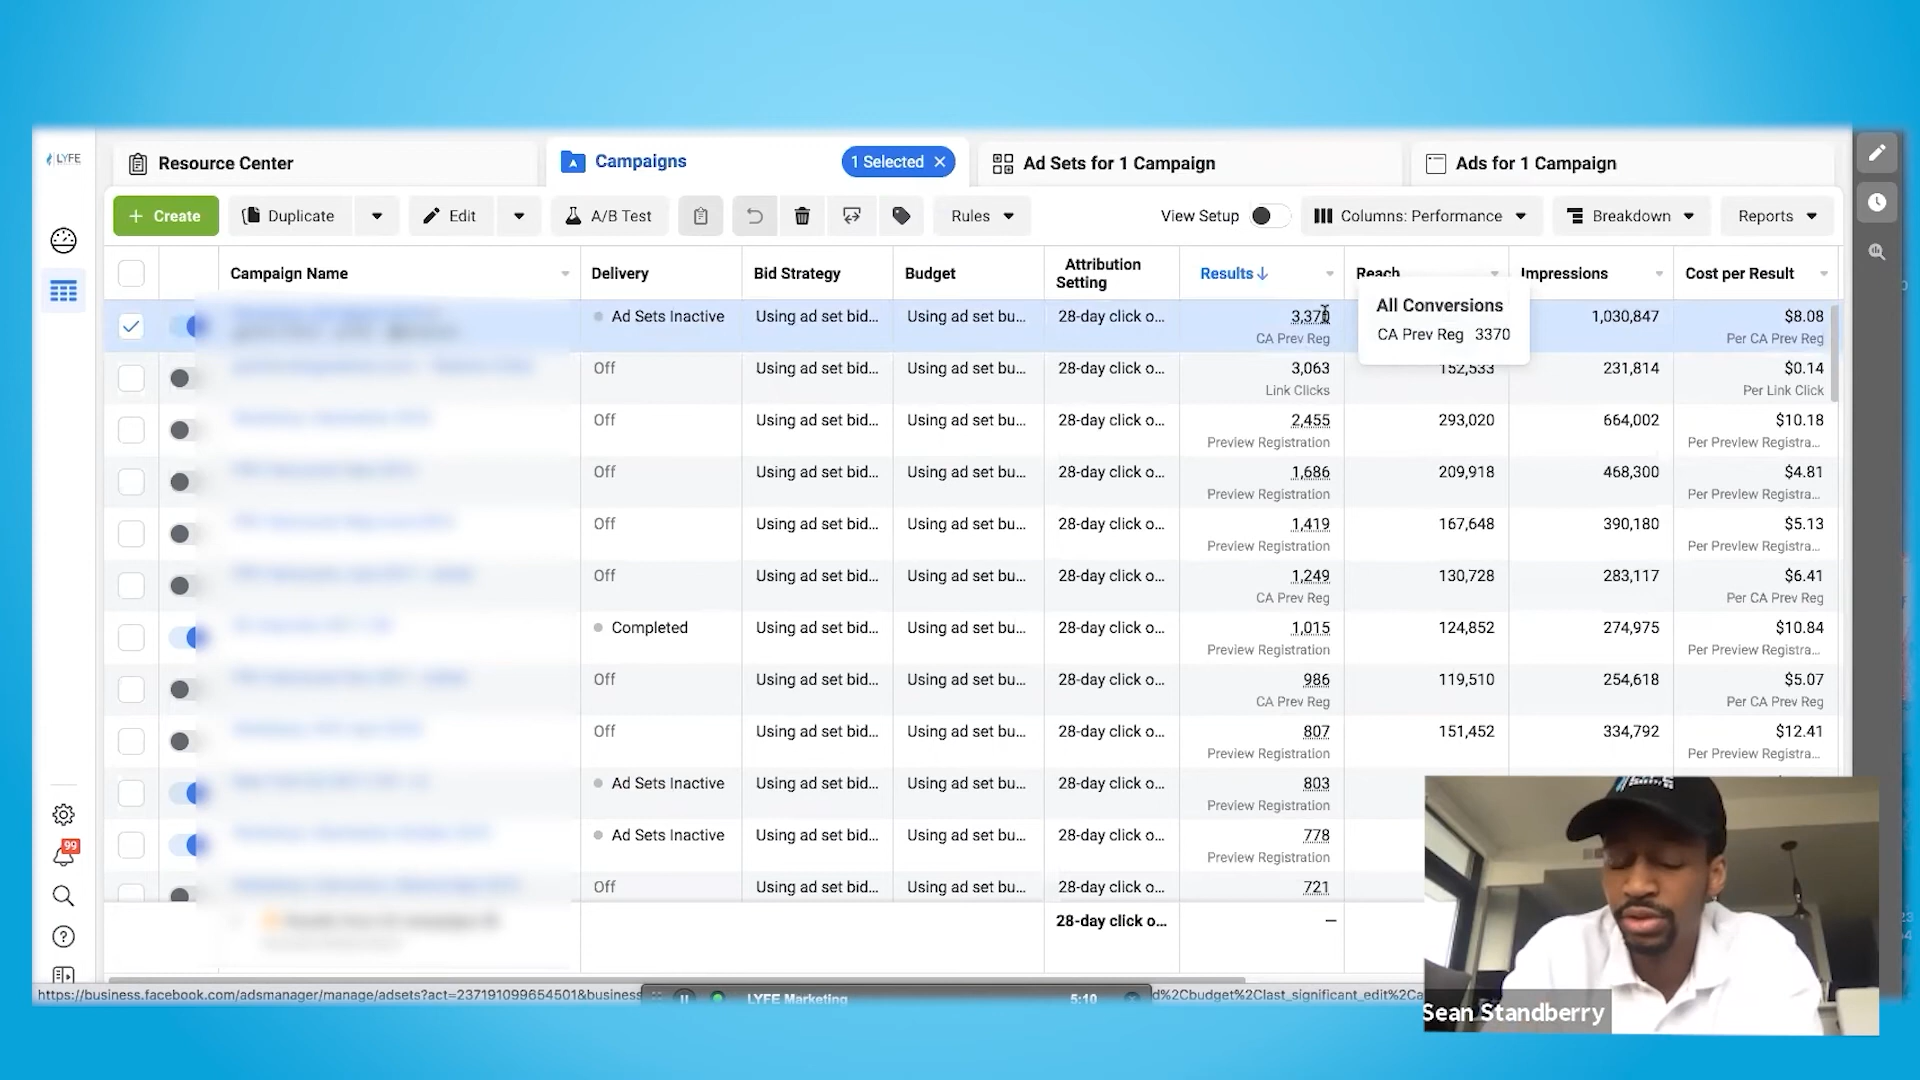 LYFE
Resource Center
Campaigns
1 Selected
Ad Sets for 1 Campaign
Ads for 1 Campaign
+ Create
Duplicate
Edit
A/B Test
Rules
View Setup
Columns: Performance
Breakdown
Reports
Campaign Name
Delivery
Bid Strategy
Budget
Attribution Setting
Results
Reach
Impressions
Cost per Result
Ad Sets Inactive Using ad set bid... Using ad set bu... 28-day click o... 3,370 1,030,847 $8.08
CA Prev Reg Per CA Prev Reg
All Conversions
CA Prev Reg 3370
Off Using ad set bid... Using ad set bu... 28-day click o... 3,063 152,533 231,814 $0.14
Link Clicks Per Link Click
Off Using ad set bid... Using ad set bu... 28-day click o... 2,455 293,020 664,002 $10.18
Preview Registration Per Preview Registra...
Off Using ad set bid... Using ad set bu... 28-day click o... 1,686 209,918 468,300 $4.81
Preview Registration Per Preview Registra...
Off Using ad set bid... Using ad set bu... 28-day click o... 1,419 167,648 390,180 $5.13
Preview Registration Per Preview Registra...
Off Using ad set bid... Using ad set bu... 28-day click o... 1,249 130,728 283,117 $6.41
CA Prev Reg Per CA Prev Reg
Completed Using ad set bid... Using ad set bu... 28-day click o... 1,015 124,852 274,975 $10.84
Preview Registration Per Preview Registra...
Off Using ad set bid... Using ad set bu... 28-day click o... 986 119,510 254,618 $5.07
CA Prev Reg Per CA Prev Reg
Off Using ad set bid... Using ad set bu... 28-day click o... 807 151,452 334,792 $12.41
Preview Registration Per Preview Registra...
Ad Sets Inactive Using ad set bid... Using ad set bu... 28-day click o... 803
Preview Registration
Ad Sets Inactive Using ad set bid... Using ad set bu... 28-day click o... 778
Preview Registration
99
Off Using ad set bid... Using ad set bu... 28-day click o... 721
28-day click o... —
https://business.facebook.com/adsmanager/manage/adsets?act=237191099654501&business
LYFE Marketing
5:10
d%2Cbudget%2Clast_significant_edit%2Ca
Sean Standberry